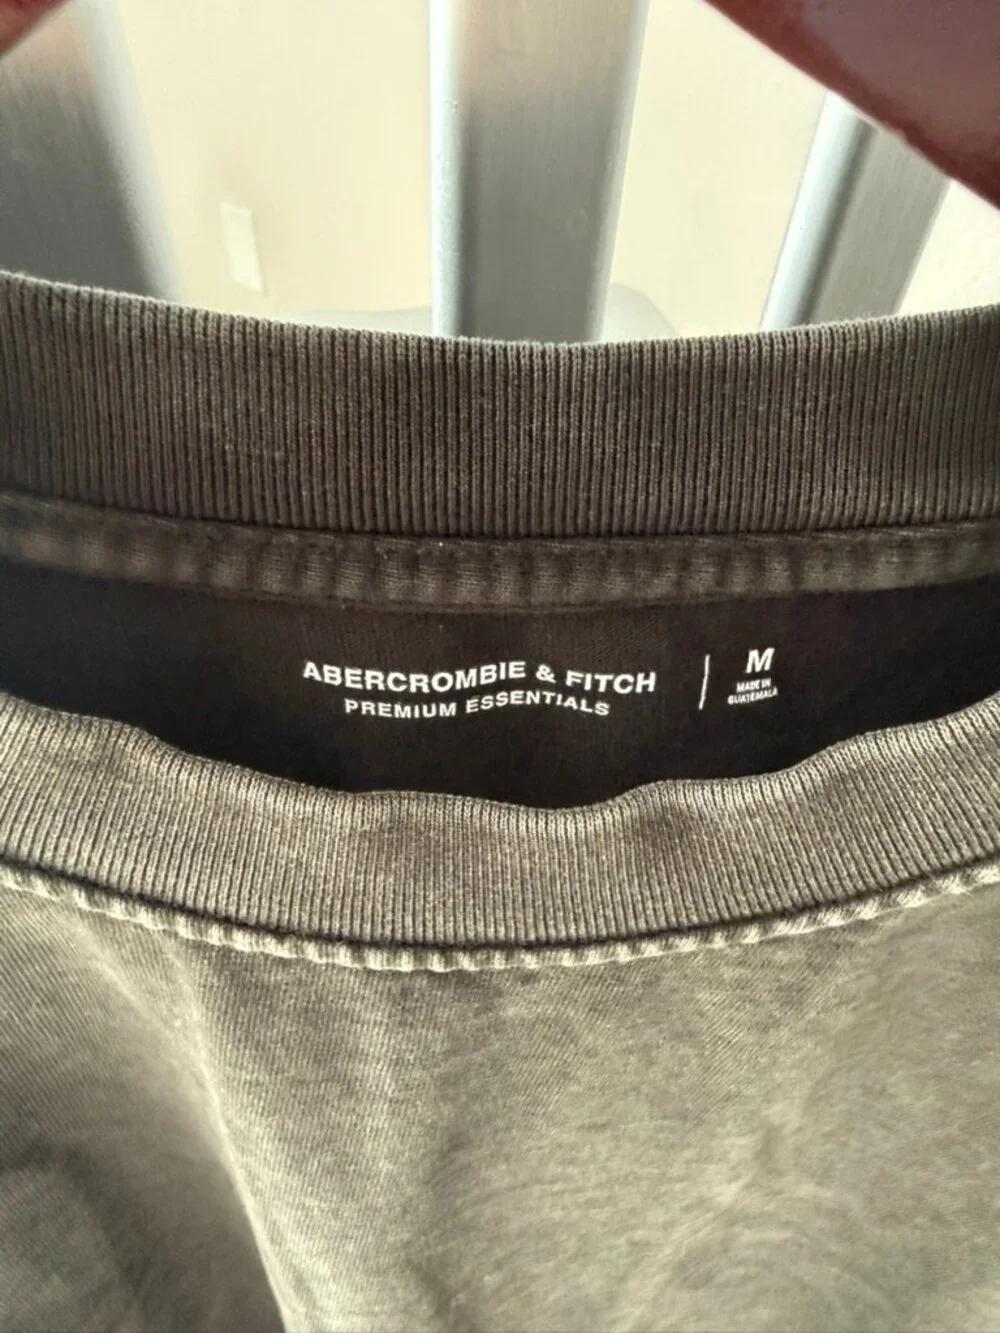 ABERCROMBIE & FITCH
PREMIUM ESSENTIALS
M
MADE IN
GUATEMALA